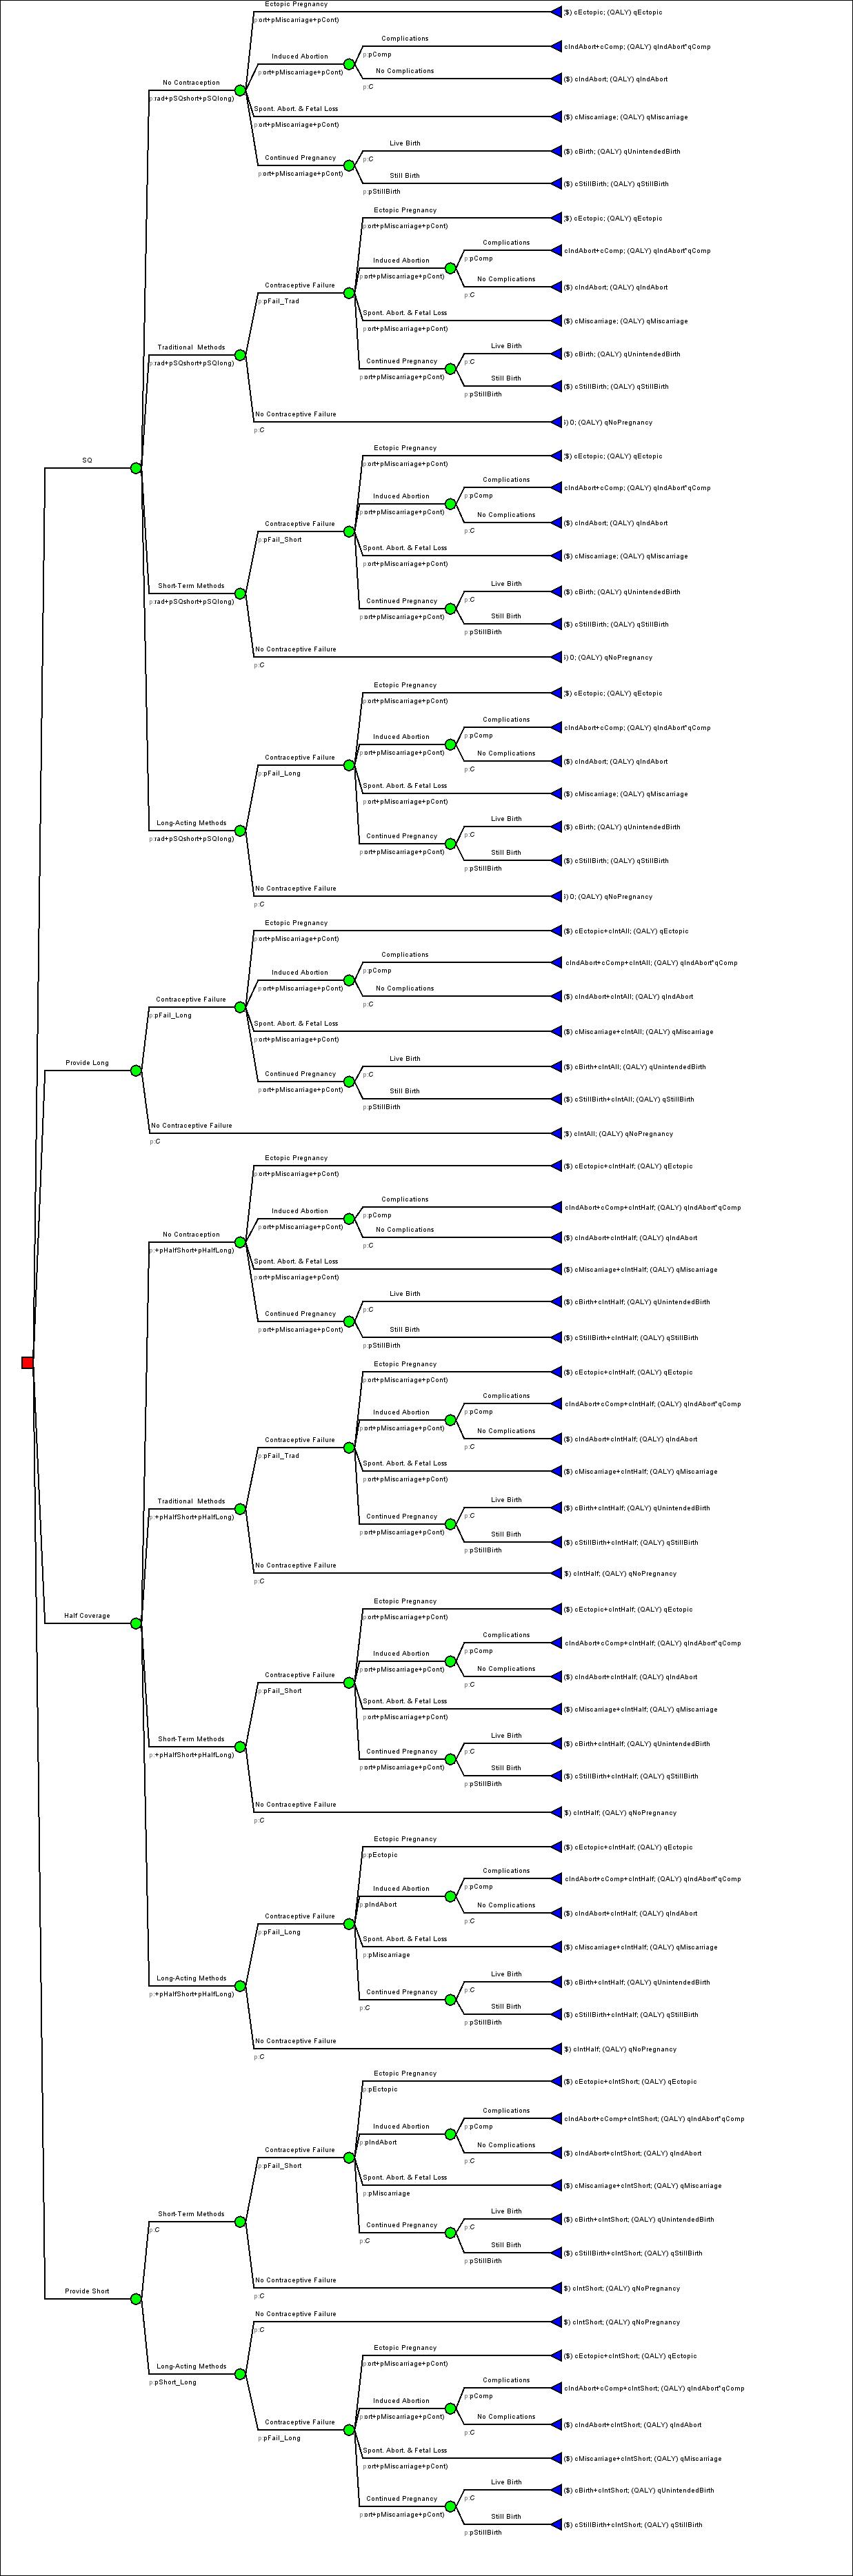 Ectopic Pregnancy
p:ort+pMiscarriage+pCont)
$) cEctopic; (QALY) qEctopic
No Contraception
p:rad+pSQshort+pSQlong)
Induced Abortion
p:ort+pMiscarriage+pCont)
Complications
p:pComp
cIndAbort+cComp; (QALY) qIndAbort*qComp
No Complications
p:C
($) cIndAbort; (QALY) qIndAbort
Spont. Abort. & Fetal Loss
p:ort+pMiscarriage+pCont)
($) cMiscarriage; (QALY) qMiscarriage
Continued Pregnancy
p:ort+pMiscarriage+pCont)
Live Birth
p:C
($) cBirth; (QALY) qUnintendedBirth
Still Birth
p:pStillBirth
($) cStillBirth; (QALY) qStillBirth
SQ
Traditional Methods
p:rad+pSQshort+pSQlong)
Contraceptive Failure
p:pFail_Trad
Ectopic Pregnancy
p:ort+pMiscarriage+pCont)
($) cEctopic; (QALY) qEctopic
Induced Abortion
p:ort+pMiscarriage+pCont)
Complications
p:pComp
cIndAbort+cComp; (QALY) qIndAbort*qComp
No Complications
p:C
($) cIndAbort; (QALY) qIndAbort
Spont. Abort. & Fetal Loss
p:ort+pMiscarriage+pCont)
($) cMiscarriage; (QALY) qMiscarriage
Continued Pregnancy
p:ort+pMiscarriage+pCont)
Live Birth
p:C
($) cBirth; (QALY) qUnintendedBirth
Still Birth
p:pStillBirth
($) cStillBirth; (QALY) qStillBirth
No Contraceptive Failure
p:C
0; (QALY) qNoPregnancy
Short-Term Methods
p:rad+pSQshort+pSQlong)
Contraceptive Failure
p:pFail_Short
Ectopic Pregnancy
p:ort+pMiscarriage+pCont)
($) cEctopic; (QALY) qEctopic
Induced Abortion
p:ort+pMiscarriage+pCont)
Complications
p:pComp
cIndAbort+cComp; (QALY) qIndAbort*qComp
No Complications
p:C
($) cIndAbort; (QALY) qIndAbort
Spont. Abort. & Fetal Loss
p:ort+pMiscarriage+pCont)
($) cMiscarriage; (QALY) qMiscarriage
Continued Pregnancy
p:ort+pMiscarriage+pCont)
Live Birth
p:C
($) cBirth; (QALY) qUnintendedBirth
Still Birth
p:pStillBirth
($) cStillBirth; (QALY) qStillBirth
No Contraceptive Failure
p:C
0; (QALY) qNoPregnancy
Long-Acting Methods
p:rad+pSQshort+pSQlong)
Contraceptive Failure
p:pFail_Long
Ectopic Pregnancy
p:ort+pMiscarriage+pCont)
($) cEctopic; (QALY) qEctopic
Induced Abortion
p:ort+pMiscarriage+pCont)
Complications
p:pComp
cIndAbort+cComp; (QALY) qIndAbort*qComp
No Complications
p:C
($) cIndAbort; (QALY) qIndAbort
Spont. Abort. & Fetal Loss
p:ort+pMiscarriage+pCont)
($) cMiscarriage; (QALY) qMiscarriage
Continued Pregnancy
p:ort+pMiscarriage+pCont)
Live Birth
p:C
($) cBirth; (QALY) qUnintendedBirth
Still Birth
p:pStillBirth
($) cStillBirth; (QALY) qStillBirth
No Contraceptive Failure
p:C
0; (QALY) qNoPregnancy
Provide Long
Contraceptive Failure
p:pFail_Long
Ectopic Pregnancy
p:ort+pMiscarriage+pCont)
($) cEctopic+cIntAll; (QALY) qEctopic
Induced Abortion
p:ort+pMiscarriage+pCont)
Complications
p:pComp
cIndAbort+cComp+cIntAll; (QALY) qIndAbort*qComp
No Complications
p:C
($) cIndAbort+cIntAll; (QALY) qIndAbort
Spont. Abort. & Fetal Loss
p:ort+pMiscarriage+pCont)
($) cMiscarriage+cIntAll; (QALY) qMiscarriage
Continued Pregnancy
p:ort+pMiscarriage+pCont)
Live Birth
p:C
($) cBirth+cIntAll; (QALY) qUnintendedBirth
Still Birth
p:pStillBirth
($) cStillBirth+cIntAll; (QALY) qStillBirth
No Contraceptive Failure
p:C
($) cIntAll; (QALY) qNoPregnancy
Half Coverage
No Contraception
p:+pHalfShort+pHalfLong)
Ectopic Pregnancy
p:ort+pMiscarriage+pCont)
($) cEctopic+cIntHalf; (QALY) qEctopic
Induced Abortion
p:ort+pMiscarriage+pCont)
Complications
p:pComp
cIndAbort+cComp+cIntHalf; (QALY) qIndAbort*qComp
No Complications
p:C
($) cIndAbort+cIntHalf; (QALY) qIndAbort
Spont. Abort. & Fetal Loss
p:ort+pMiscarriage+pCont)
($) cMiscarriage+cIntHalf; (QALY) qMiscarriage
Continued Pregnancy
p:ort+pMiscarriage+pCont)
Live Birth
p:C
($) cBirth+cIntHalf; (QALY) qUnintendedBirth
Still Birth
p:pStillBirth
($) cStillBirth+cIntHalf; (QALY) qStillBirth
Traditional Methods
p:+pHalfShort+pHalfLong)
Contraceptive Failure
p:pFail_Trad
Ectopic Pregnancy
p:ort+pMiscarriage+pCont)
($) cEctopic+cIntHalf; (QALY) qEctopic
Induced Abortion
p:ort+pMiscarriage+pCont)
Complications
p:pComp
cIndAbort+cComp+cIntHalf; (QALY) qIndAbort*qComp
No Complications
p:C
($) cIndAbort+cIntHalf; (QALY) qIndAbort
Spont. Abort. & Fetal Loss
p:ort+pMiscarriage+pCont)
($) cMiscarriage+cIntHalf; (QALY) qMiscarriage
Continued Pregnancy
p:ort+pMiscarriage+pCont)
Live Birth
p:C
($) cBirth+cIntHalf; (QALY) qUnintendedBirth
Still Birth
p:pStillBirth
($) cStillBirth+cIntHalf; (QALY) qStillBirth
No Contraceptive Failure
p:C
$) cIntHalf; (QALY) qNoPregnancy
Short-Term Methods
p:+pHalfShort+pHalfLong)
Contraceptive Failure
p:pFail_Short
Ectopic Pregnancy
p:ort+pMiscarriage+pCont)
($) cEctopic+cIntHalf; (QALY) qEctopic
Induced Abortion
p:ort+pMiscarriage+pCont)
Complications
p:pComp
cIndAbort+cComp+cIntHalf; (QALY) qIndAbort*qComp
No Complications
p:C
($) cIndAbort+cIntHalf; (QALY) qIndAbort
Spont. Abort. & Fetal Loss
p:ort+pMiscarriage+pCont)
($) cMiscarriage+cIntHalf; (QALY) qMiscarriage
Continued Pregnancy
p:ort+pMiscarriage+pCont)
Live Birth
p:C
($) cBirth+cIntHalf; (QALY) qUnintendedBirth
Still Birth
p:pStillBirth
($) cStillBirth+cIntHalf; (QALY) qStillBirth
No Contraceptive Failure
p:C
$) cIntHalf; (QALY) qNoPregnancy
Long-Acting Methods
p:+pHalfShort+pHalfLong)
Contraceptive Failure
p:pFail_Long
Ectopic Pregnancy
p:pEctopic
($) cEctopic+cIntHalf; (QALY) qEctopic
Induced Abortion
p:pIndAbort
Complications
p:pComp
cIndAbort+cComp+cIntHalf; (QALY) qIndAbort*qComp
No Complications
p:C
($) cIndAbort+cIntHalf; (QALY) qIndAbort
Spont. Abort. & Fetal Loss
p:pMiscarriage
($) cMiscarriage+cIntHalf; (QALY) qMiscarriage
Continued Pregnancy
p:C
Live Birth
p:C
($) cBirth+cIntHalf; (QALY) qUnintendedBirth
Still Birth
p:pStillBirth
($) cStillBirth+cIntHalf; (QALY) qStillBirth
No Contraceptive Failure
p:C
$) cIntHalf; (QALY) qNoPregnancy
Provide Short
Short-Term Methods
p:C
Contraceptive Failure
p:pFail_Short
Ectopic Pregnancy
p:pEctopic
($) cEctopic+cIntShort; (QALY) qEctopic
Induced Abortion
p:pIndAbort
Complications
p:pComp
cIndAbort+cComp+cIntShort; (QALY) qIndAbort*qComp
No Complications
p:C
($) cIndAbort+cIntShort; (QALY) qIndAbort
Spont. Abort. & Fetal Loss
p:pMiscarriage
($) cMiscarriage+cIntShort; (QALY) qMiscarriage
Continued Pregnancy
p:C
Live Birth
p:C
($) cBirth+cIntShort; (QALY) qUnintendedBirth
Still Birth
p:pStillBirth
($) cStillBirth+cIntShort; (QALY) qStillBirth
No Contraceptive Failure
p:C
$) cIntShort; (QALY) qNoPregnancy
Long-Acting Methods
p:pShort_Long
No Contraceptive Failure
p:C
$) cIntShort; (QALY) qNoPregnancy
Contraceptive Failure
p:pFail_Long
Ectopic Pregnancy
p:ort+pMiscarriage+pCont)
($) cEctopic+cIntShort; (QALY) qEctopic
Induced Abortion
p:ort+pMiscarriage+pCont)
Complications
p:pComp
cIndAbort+cComp+cIntShort; (QALY) qIndAbort*qComp
No Complications
p:C
($) cIndAbort+cIntShort; (QALY) qIndAbort
Spont. Abort. & Fetal Loss
p:ort+pMiscarriage+pCont)
($) cMiscarriage+cIntShort; (QALY) qMiscarriage
Continued Pregnancy
p:ort+pMiscarriage+pCont)
Live Birth
p:C
($) cBirth+cIntShort; (QALY) qUnintendedBirth
Still Birth
p:pStillBirth
($) cStillBirth+cIntShort; (QALY) qStillBirth